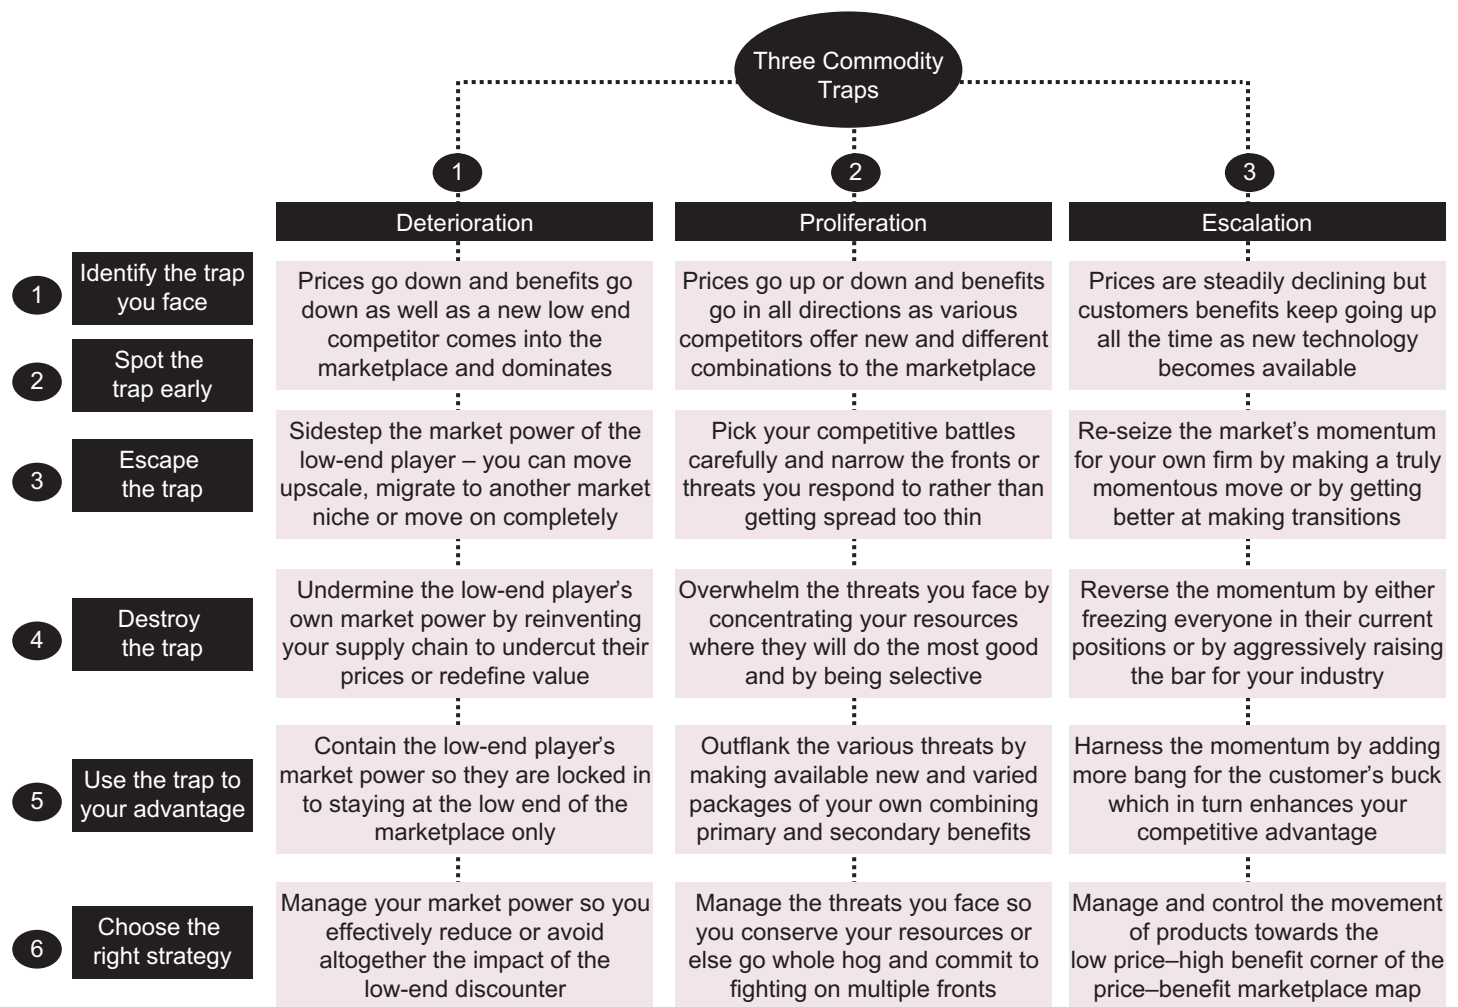 Three Commodity
Traps
1
2
3
Deterioration
Proliferation
Escalation
1
Identify the trap
you face
2
Spot the
trap early
Prices go down and benefits go
down as well as a new low end
competitor comes into the
marketplace and dominates
Prices go up or down and benefits
go in all directions as various
competitors offer new and different
combinations to the marketplace
Prices are steadily declining but
customers benefits keep going up
all the time as new technology
becomes available
3
Escape
the trap
Sidestep the market power of the
low-end player – you can move
upscale, migrate to another market
niche or move on completely
Pick your competitive battles
carefully and narrow the fronts or
threats you respond to rather than
getting spread too thin
Re-seize the market’s momentum
for your own firm by making a truly
momentous move or by getting
better at making transitions
4
Destroy
the trap
Undermine the low-end player’s
own market power by reinventing
your supply chain to undercut their
prices or redefine value
Overwhelm the threats you face by
concentrating your resources
where they will do the most good
and by being selective
Reverse the momentum by either
freezing everyone in their current
positions or by aggressively raising
the bar for your industry
5
Use the trap to
your advantage
Contain the low-end player’s
market power so they are locked in
to staying at the low end of the
marketplace only
Outflank the various threats by
making available new and varied
packages of your own combining
primary and secondary benefits
Harness the momentum by adding
more bang for the customer’s buck
which in turn enhances your
competitive advantage
6
Choose the
right strategy
Manage your market power so you
effectively reduce or avoid
altogether the impact of the
low-end discounter
Manage the threats you face so
you conserve your resources or
else go whole hog and commit to
fighting on multiple fronts
Manage and control the movement
of products towards the
low price–high benefit corner of the
price–benefit marketplace map